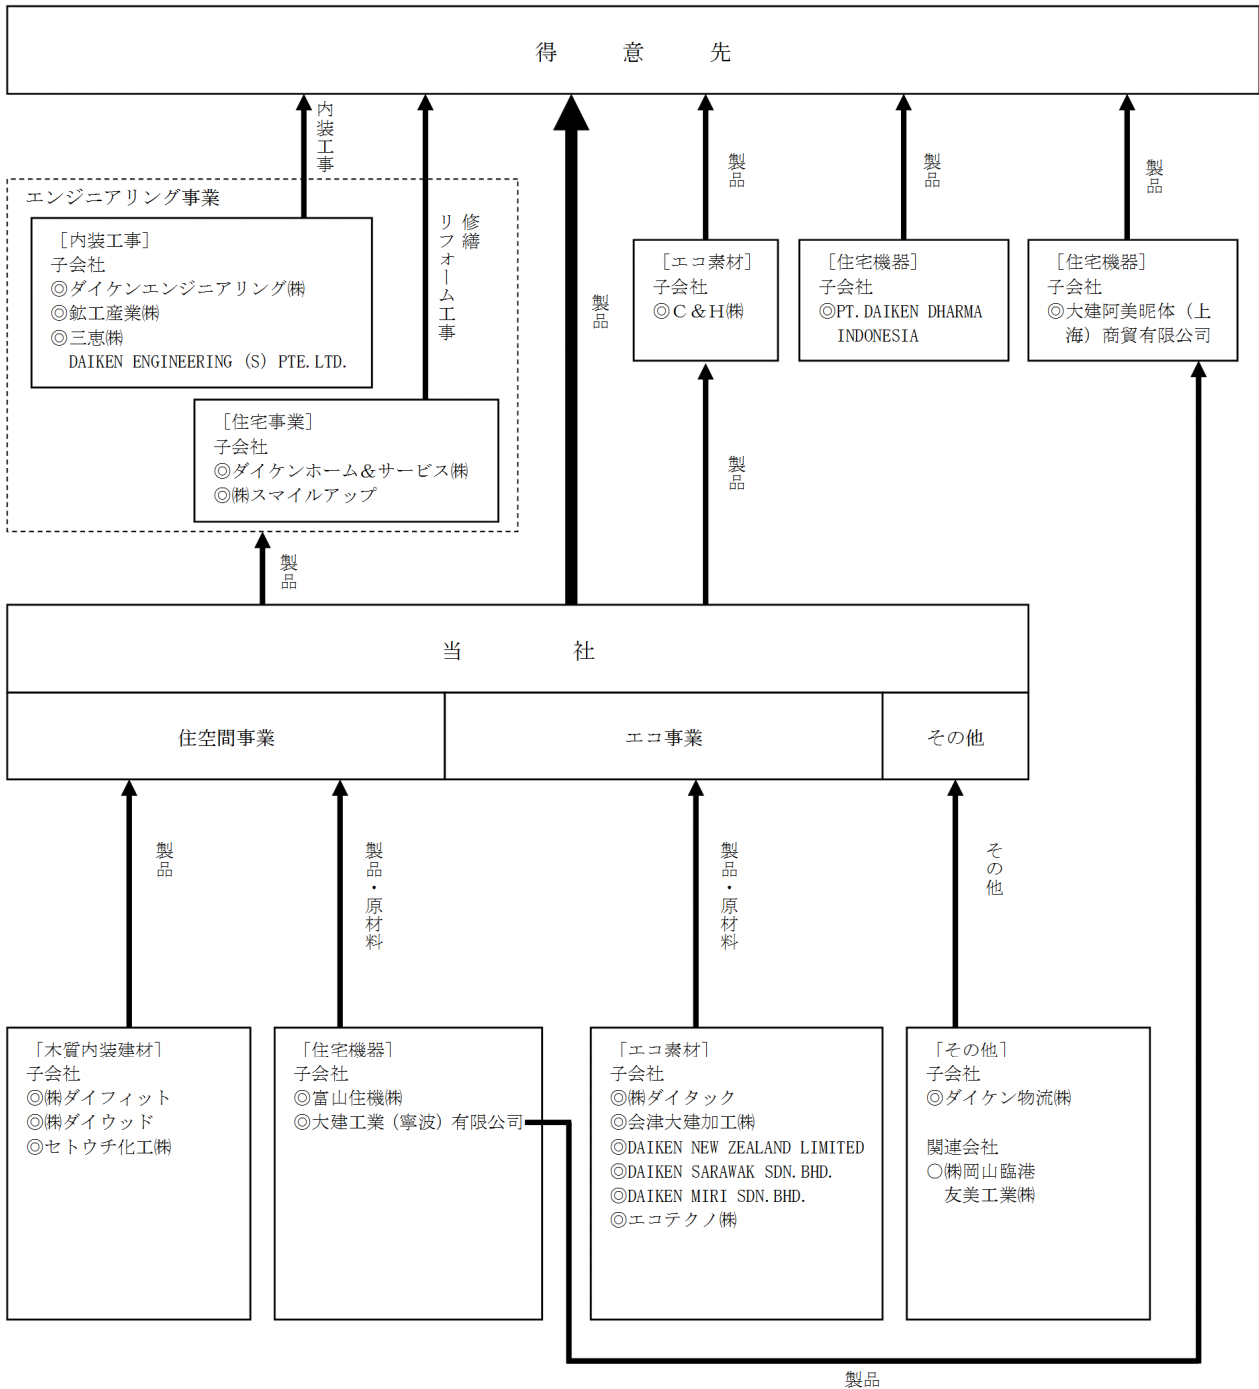 得意先
内装工事
製品
製品
製品
エンジニアリング事業
［内装工事］
子会社
◎ダイケンエンジニアリング㈱
◎鉱工産業㈱
◎三恵㈱
DAIKEN ENGINEERING (S) PTE.LTD.
修繕
リフォーム工事
［住宅事業］
子会社
◎ダイケンホーム＆サービス㈱
◎㈱スマイルアップ
製品
［エコ素材］
子会社
◎Ｃ＆Ｈ㈱
［住宅機器］
子会社
◎PT.DAIKEN DHARMA
INDONESIA
［住宅機器］
子会社
◎大建阿美昵体（上
海）商貿有限公司
製品
製品
当社
住空間事業
エコ事業
その他
製品
製品・原材料
製品・原材料
その他
［木質内装建材］
子会社
◎㈱ダイフィット
◎㈱ダイウッド
◎セトウチ化工㈱
［住宅機器］
子会社
◎富山住機㈱
◎大建工業（寧波）有限公司
［エコ素材］
子会社
◎㈱ダイタック
◎会津大建加工㈱
◎DAIKEN NEW ZEALAND LIMITED
◎DAIKEN SARAWAK SDN.BHD.
◎DAIKEN MIRI SDN.BHD.
◎エコテクノ㈱
［その他］
子会社
◎ダイケン物流㈱
関連会社
○㈱岡山臨港
友美工業㈱
製品